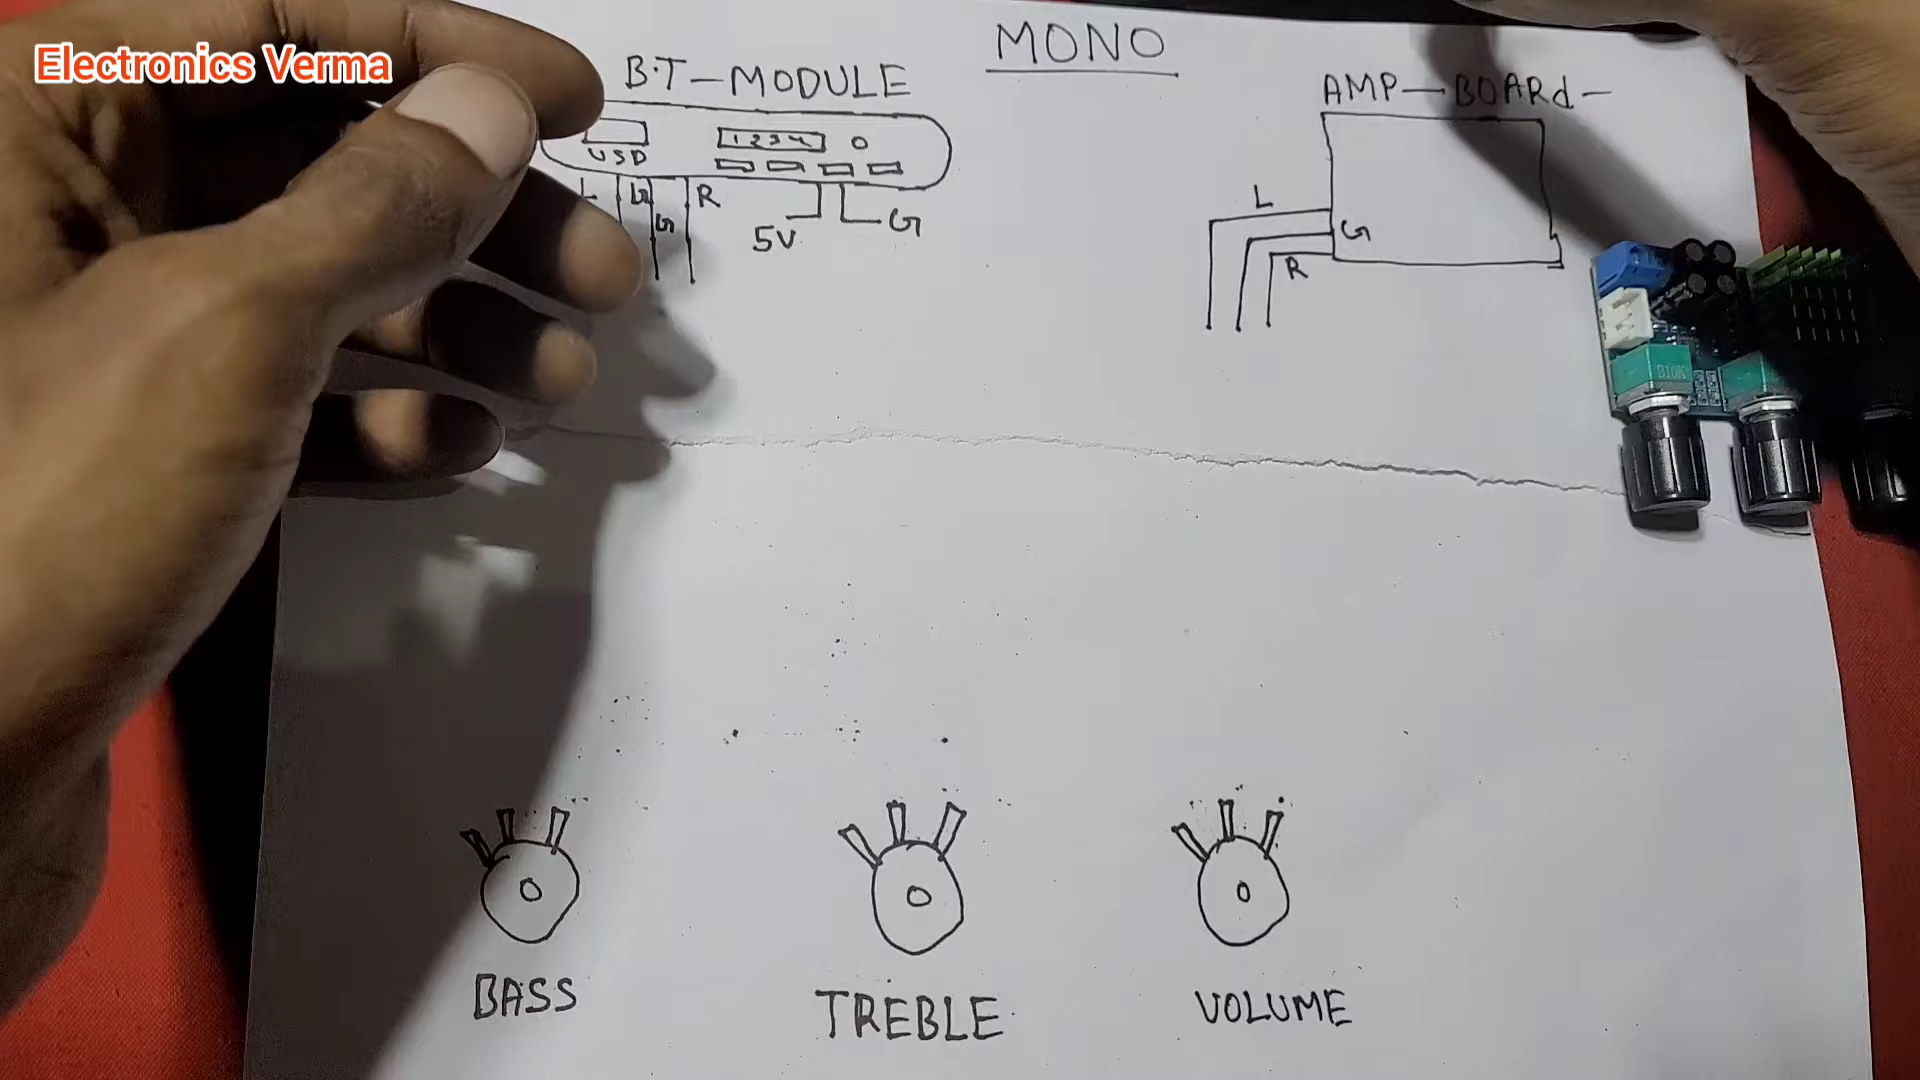 Electronics Verma
MONO
B.T-MODULE
AMP-BOARd-
1234
USD
L
G
G
R
5V
G
L
G
R
B10K
BASS
TREBLE
VOLUME